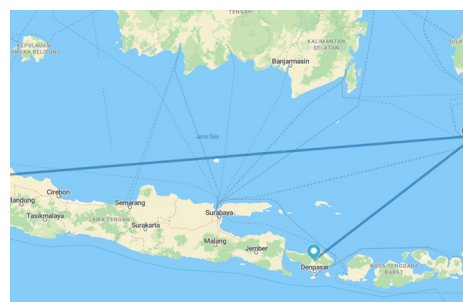 TENGAH
KEPULAUAN
BANGKA BELITUNG
KALIMANTAN
SELATAN
SULA
Banjarmasin
Java Sea
Cirebon
Bandung
Semarang
Tasikmalaya
JAWA TENGAH
Surabaya
Surakarta
Malang
Jember
Denpasar
NUSA TENGGARA
BARAT